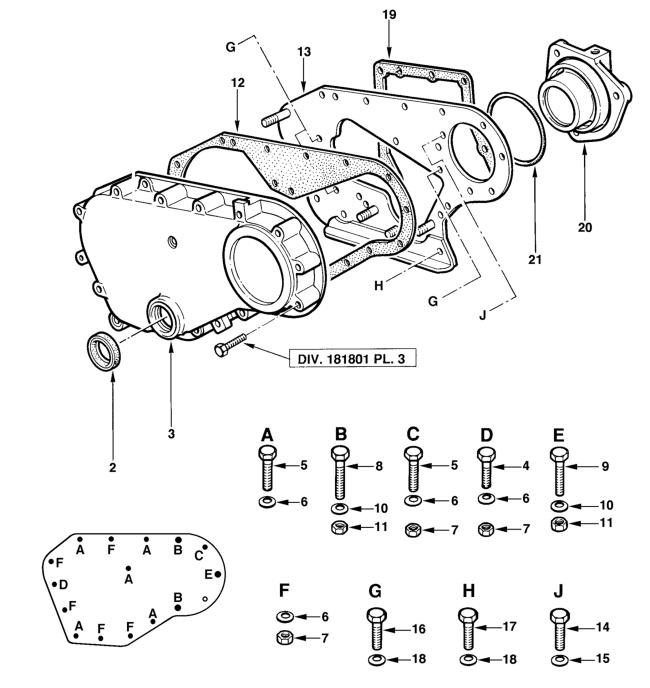 19
G
13
12
20
21
H
G
J
DIV. 181801 PL. 3
2
3
A B C D E
5 8 5 4 9
6 10 6 6 10
11 7 7 11
A F A B C
F A E
D
F B
A
A F F
F G H J
6 16 17 14
7 18 18 15